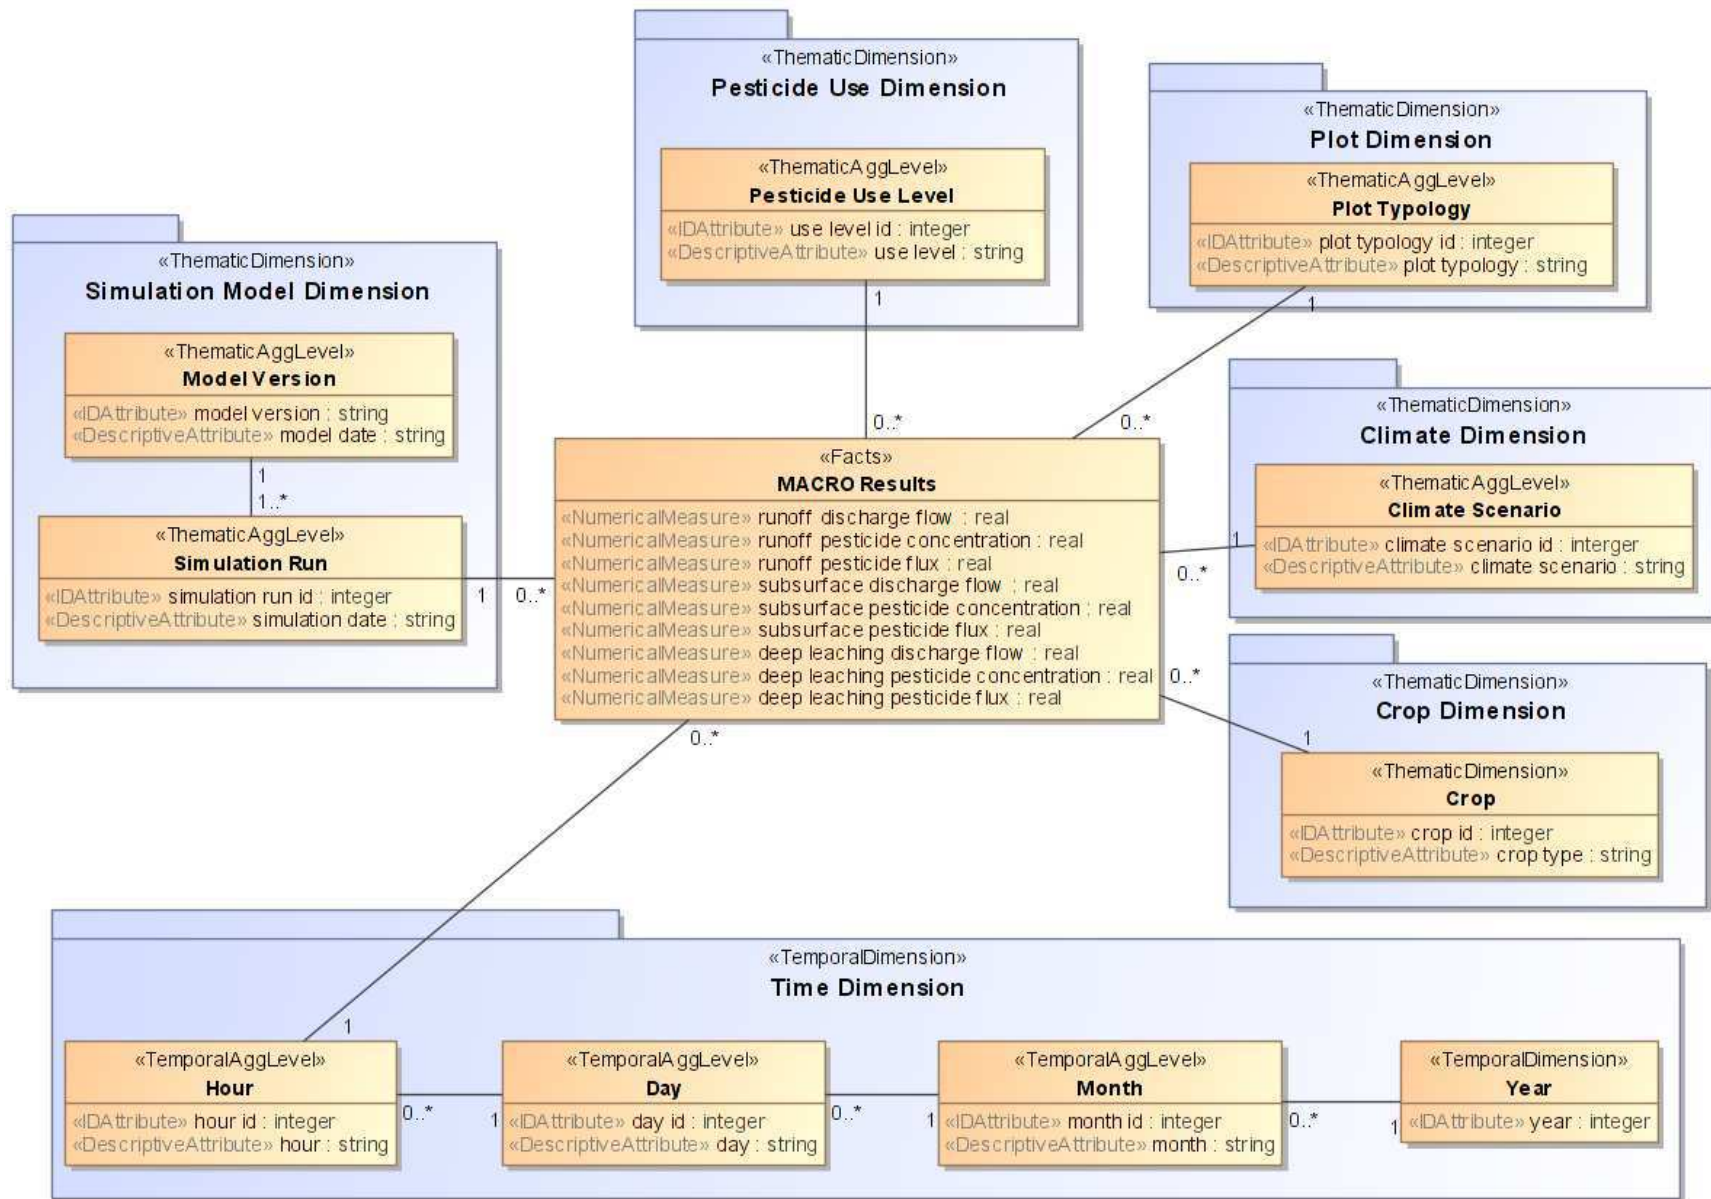 «ThematicDimension»
Pesticide Use Dimension
«ThematicAggLevel»
Pesticide Use Level
«IDAttribute» use level id : integer
«DescriptiveAttribute» use level : string
1
0..*
«ThematicDimension»
Plot Dimension
«ThematicAggLevel»
Plot Typology
«IDAttribute» plot typology id : integer
«DescriptiveAttribute» plot typology : string
1
0..*
«ThematicDimension»
Simulation Model Dimension
«ThematicAggLevel»
Model Version
«IDAttribute» model version : string
«DescriptiveAttribute» model date : string
1
1..*
«ThematicAggLevel»
Simulation Run
«IDAttribute» simulation run id : integer
«DescriptiveAttribute» simulation date : string
1
0..*
«Facts»
MACRO Results
«NumericalMeasure» runoff discharge flow : real
«NumericalMeasure» runoff pesticide concentration : real
«NumericalMeasure» runoff pesticide flux : real
«NumericalMeasure» subsurface discharge flow : real
«NumericalMeasure» subsurface pesticide concentration : real
«NumericalMeasure» subsurface pesticide flux : real
«NumericalMeasure» deep leaching discharge flow : real
«NumericalMeasure» deep leaching pesticide concentration : real
«NumericalMeasure» deep leaching pesticide flux : real
«ThematicDimension»
Climate Dimension
«ThematicAggLevel»
Climate Scenario
«IDAttribute» climate scenario id : interger
«DescriptiveAttribute» climate scenario : string
1
0..*
«ThematicDimension»
Crop Dimension
«ThematicDimension»
Crop
«IDAttribute» crop id : integer
«DescriptiveAttribute» crop type : string
0..*
1
0..*
1
«TemporalDimension»
Time Dimension
«TemporalAggLevel»
Hour
«IDAttribute» hour id : integer
«DescriptiveAttribute» hour : string
0..*
1
«TemporalAggLevel»
Day
«IDAttribute» day id : integer
«DescriptiveAttribute» day : string
0..*
1
«TemporalAggLevel»
Month
«IDAttribute» month id : integer
«DescriptiveAttribute» month : string
0..*
1
«TemporalDimension»
Year
«IDAttribute» year : integer